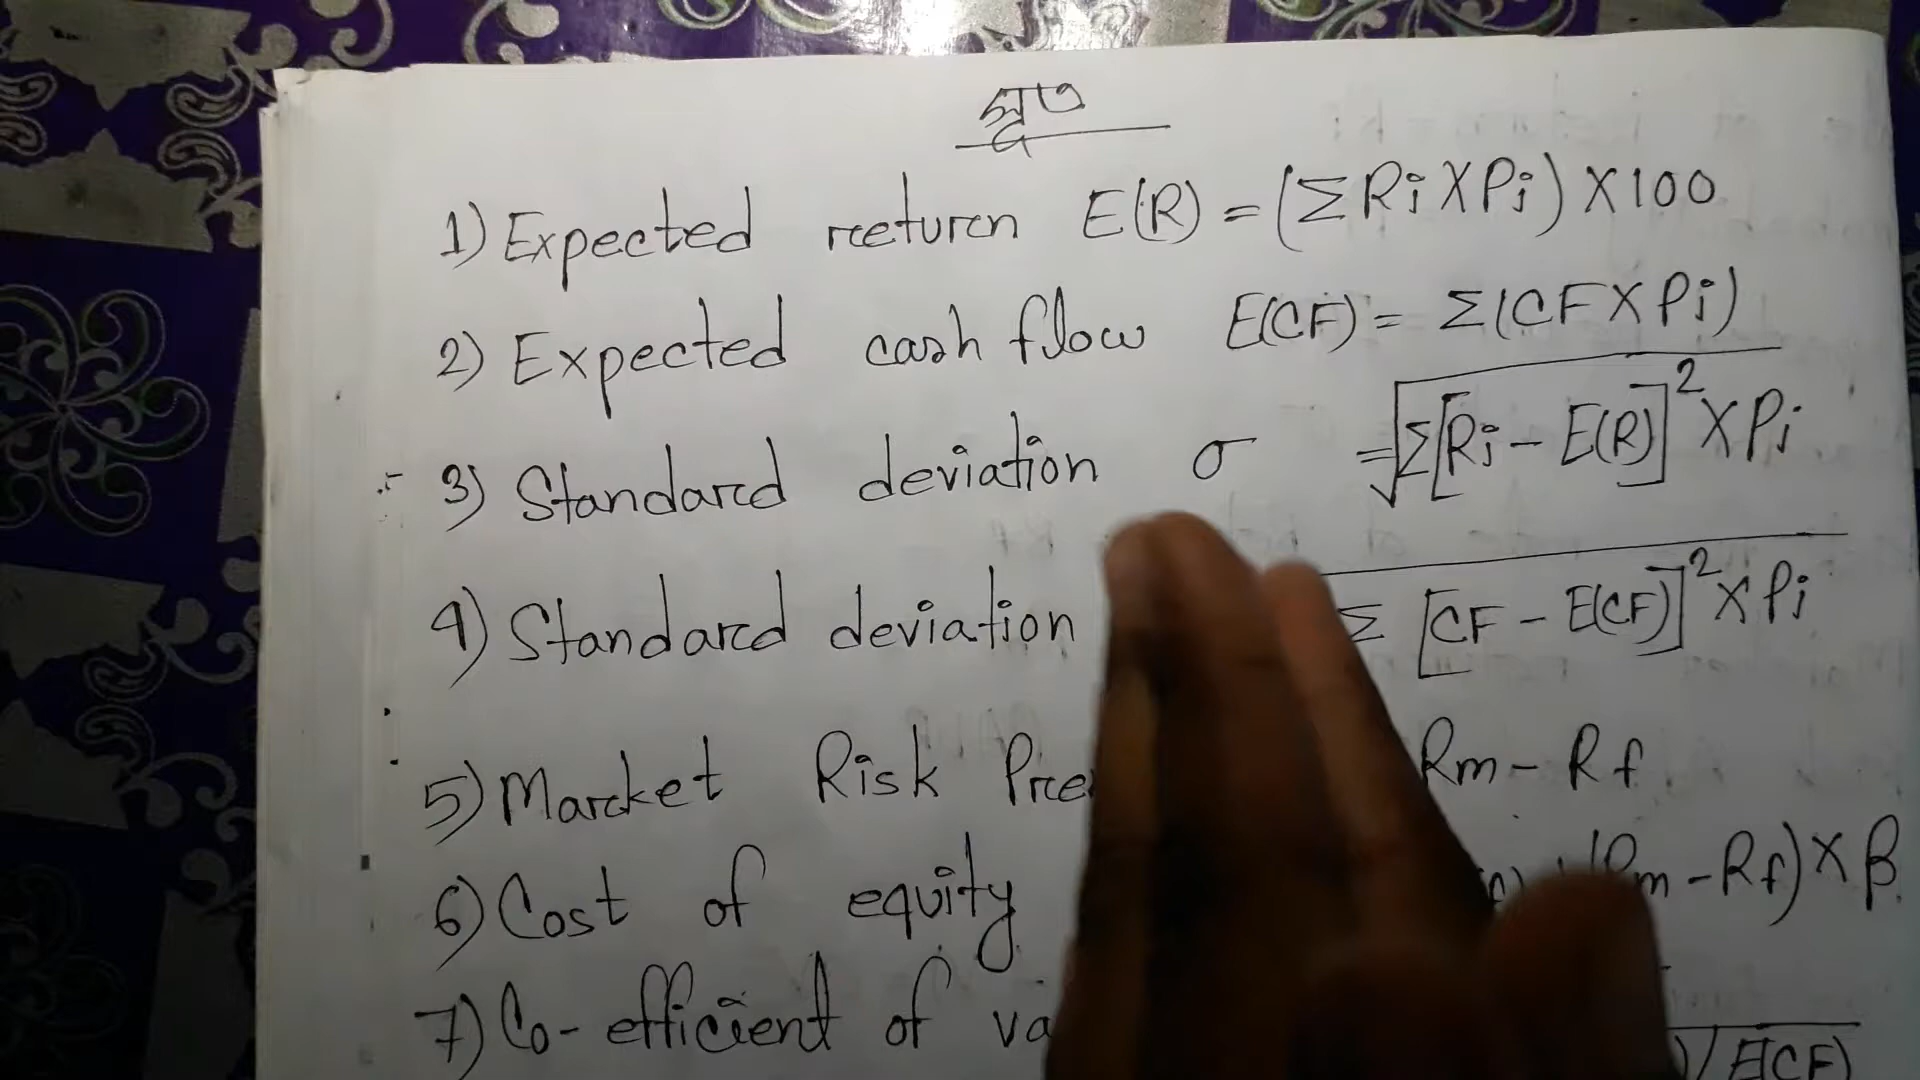 সূত্র
1) Expected return E(R) = (ΣRi X Pi) X 100
2) Expected cash flow E(CF) = Σ(CF X Pi)
3) Standard deviation σ = √Σ[Ri - E(R)]² X Pi
4) Standard deviation Σ [CF - E(CF)]² X Pi
5) Market Risk Rm - Rf
6) Cost of equity (Rm - Rf) X β
7) Co-efficient of E(CF)